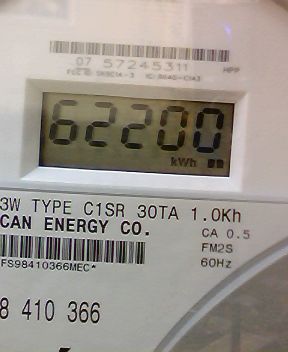 07 57245311 HPP
62200
kWh
3W TYPE C1SR 30TA 1.0Kh
CAN ENERGY CO. CA 0.5
FM2S
FS98410366MEC* 60Hz
8 410 366